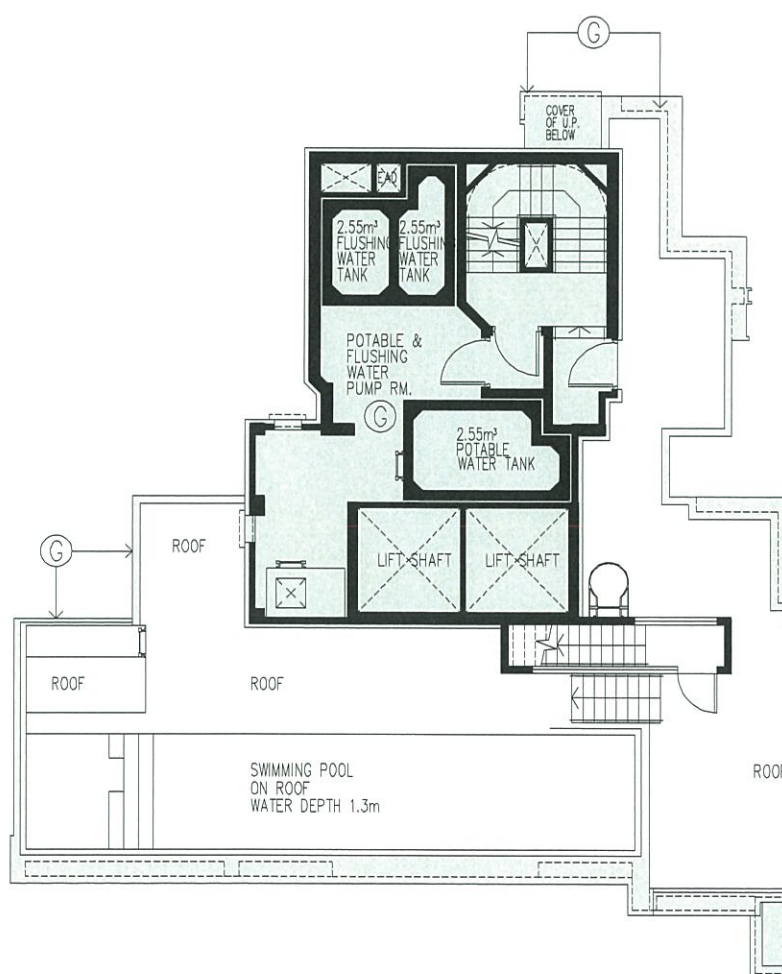 G
COVER
OF U.P.
BELOW
EAD
2.55m³
FLUSHING
WATER
TANK
2.55m³
FLUSHING
WATER
TANK
POTABLE &
FLUSHING
WATER
PUMP RM.
G
2.55m³
POTABLE
WATER TANK
G
ROOF
LIFT SHAFT
LIFT SHAFT
ROOF
ROOF
SWIMMING POOL
ON ROOF
WATER DEPTH 1.3m
ROOF